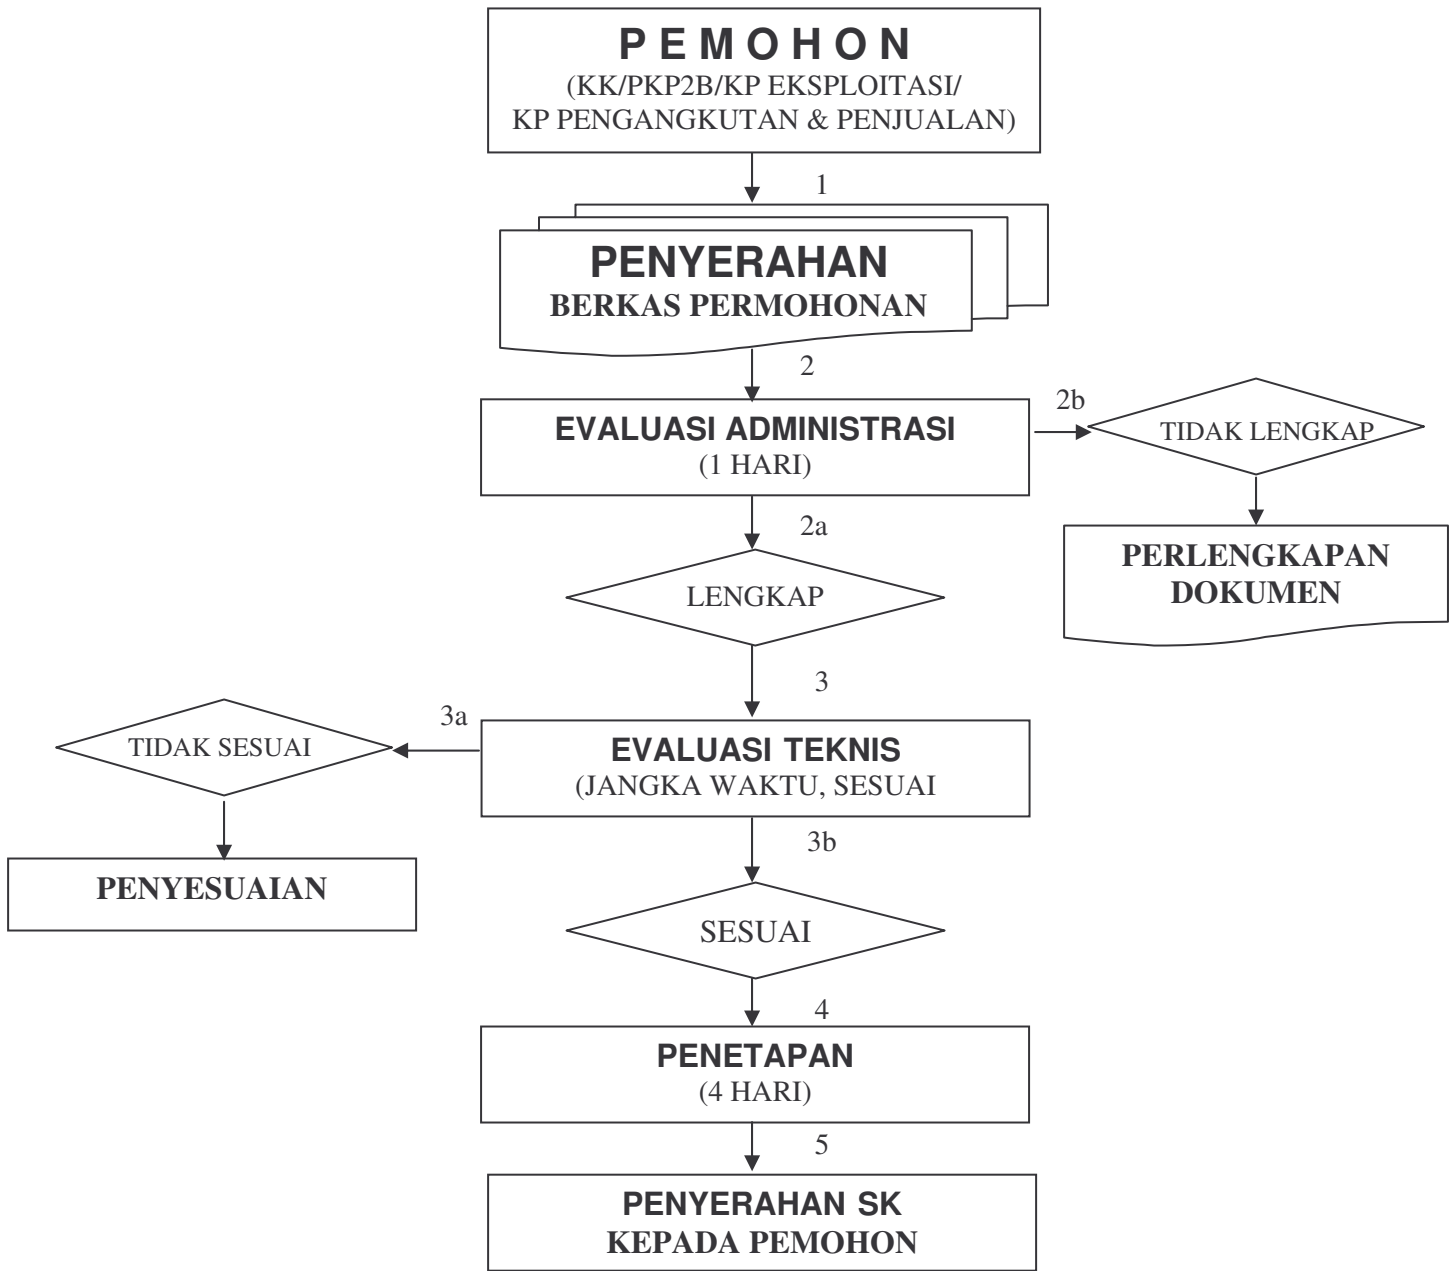 P E M O H O N
(KK/PKP2B/KP EKSPLOITASI/
KP PENGANGKUTAN & PENJUALAN)
1
PENYERAHAN
BERKAS PERMOHONAN
2
EVALUASI ADMINISTRASI
(1 HARI)
2b
TIDAK LENGKAP
2a
PERLENGKAPAN
DOKUMEN
LENGKAP
3
3a
TIDAK SESUAI
EVALUASI TEKNIS
(JANGKA WAKTU, SESUAI
3b
PENYESUAIAN
SESUAI
4
PENETAPAN
(4 HARI)
5
PENYERAHAN SK
KEPADA PEMOHON